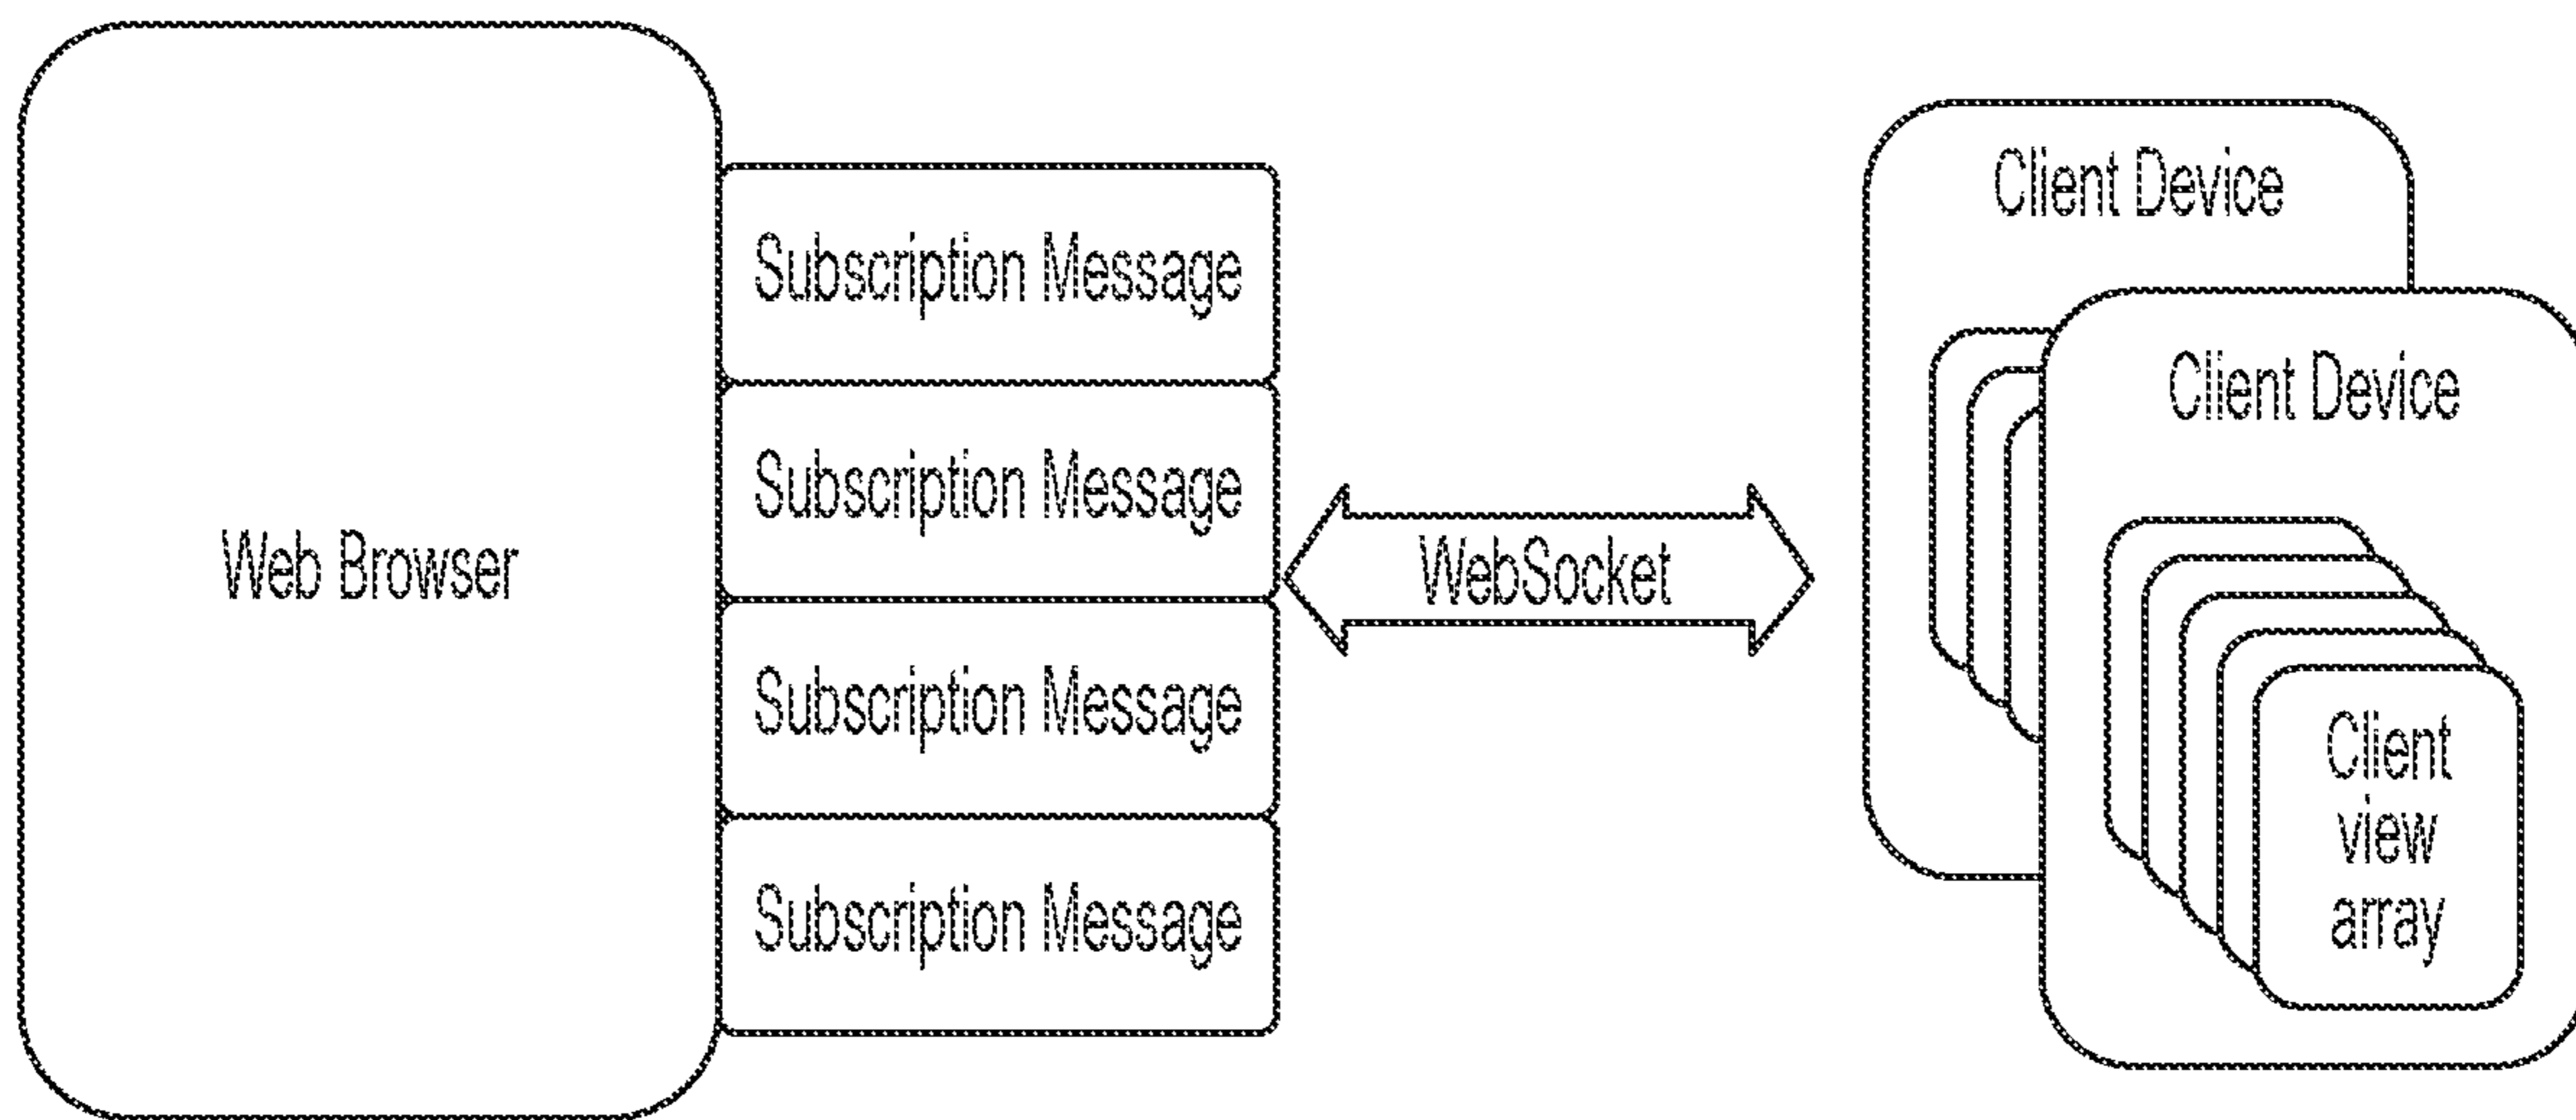 Web Browser
Subscription Message
Subscription Message
Subscription Message
Subscription Message
WebSocket
Client Device
Client Device
Client
view
array